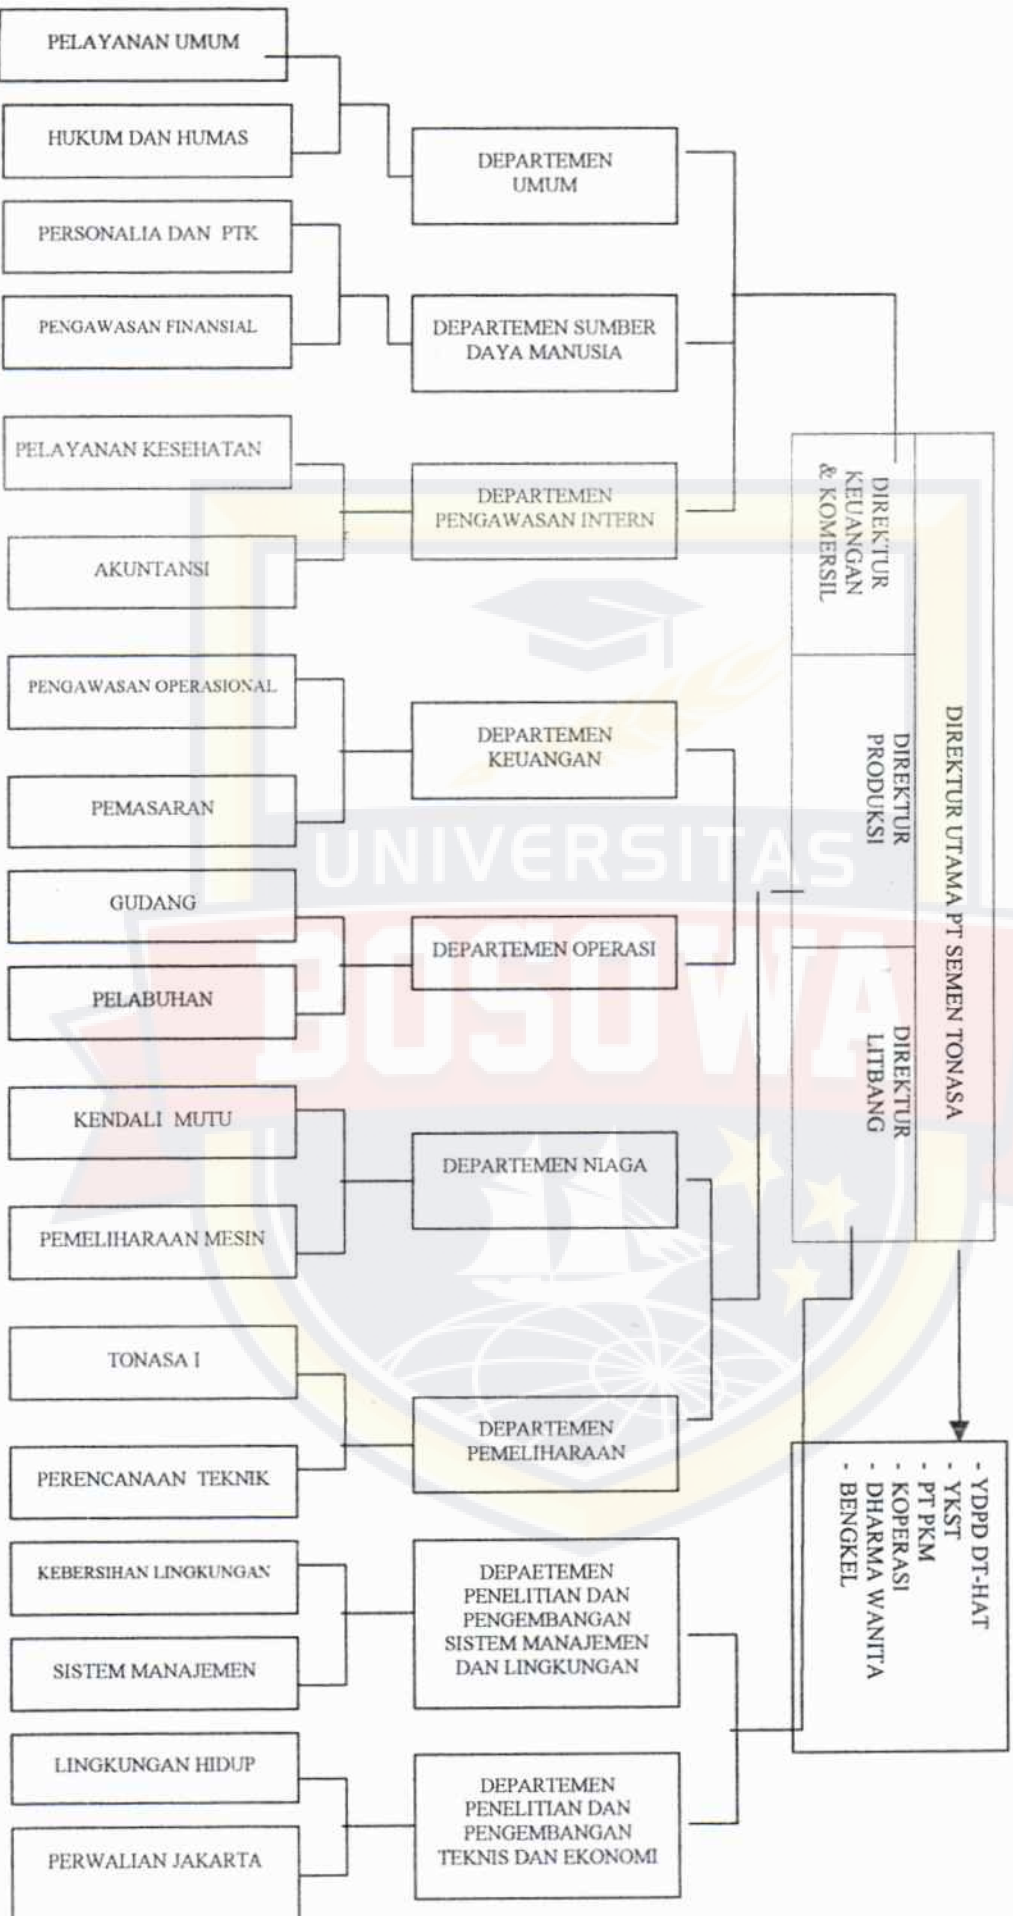 PELAYANAN UMUM
HUKUM DAN HUMAS
PERSONALIA DAN PTK
PENGAWASAN FINANSIAL
PELAYANAN KESEHATAN
AKUNTANSI
PENGAWASAN OPERASIONAL
PEMASARAN
GUDANG
PELABUHAN
KENDALI MUTU
PEMELIHARAAN MESIN
TONASA I
PERENCANAAN TEKNIK
KEBERSIHAN LINGKUNGAN
SISTEM MANAJEMEN
LINGKUNGAN HIDUP
PERWALIAN JAKARTA
DEPARTEMEN
UMUM
DEPARTEMEN SUMBER
DAYA MANUSIA
DEPARTEMEN
PENGAWASAN INTERN
DEPARTEMEN
KEUANGAN
DEPARTEMEN OPERASI
DEPARTEMEN NIAGA
DEPARTEMEN
PEMELIHARAAN
DEPAETEMEN
PENELITIAN DAN
PENGEMBANGAN
SISTEM MANAJEMEN
DAN LINGKUNGAN
DEPARTEMEN
PENELITIAN DAN
PENGEMBANGAN
TEKNIS DAN EKONOMI
DIREKTUR UTAMA PT SEMEN TONASA
DIREKTUR
KEUANGAN
& KOMERSIL
DIREKTUR
PRODUKSI
DIREKTUR
LITBANG
- YDPD DT-HAT
- YKST
- PT PKM
- KOPERASI
- DHARMA WANITA
- BENGKEL
UNIVERSITAS
BOSOWA